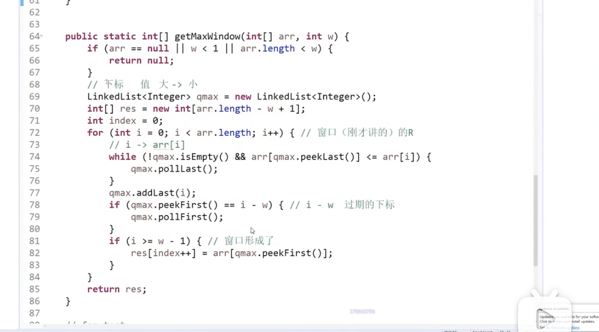 61 }
62
63
64 public static int[] getMaxWindow(int[] arr, int w) {
65 if (arr == null || w < 1 || arr.length < w) {
66 return null;
67 }
68 // 下标 值 大 -> 小
69 LinkedList<Integer> qmax = new LinkedList<Integer>();
70 int[] res = new int[arr.length - w + 1];
71 int index = 0;
72 for (int i = 0; i < arr.length; i++) { // 窗口（刚才讲的）的R
73 // i -> arr[i]
74 while (!qmax.isEmpty() && arr[qmax.peekLast()] <= arr[i]) {
75 qmax.pollLast();
76 }
77 qmax.addLast(i);
78 if (qmax.peekFirst() == i - w) { // i - w 过期的下标
79 qmax.pollFirst();
80 }
81 if (i >= w - 1) { // 窗口形成了
82 res[index++] = arr[qmax.peekFirst()];
83 }
84 }
85 return res;
86 }
87